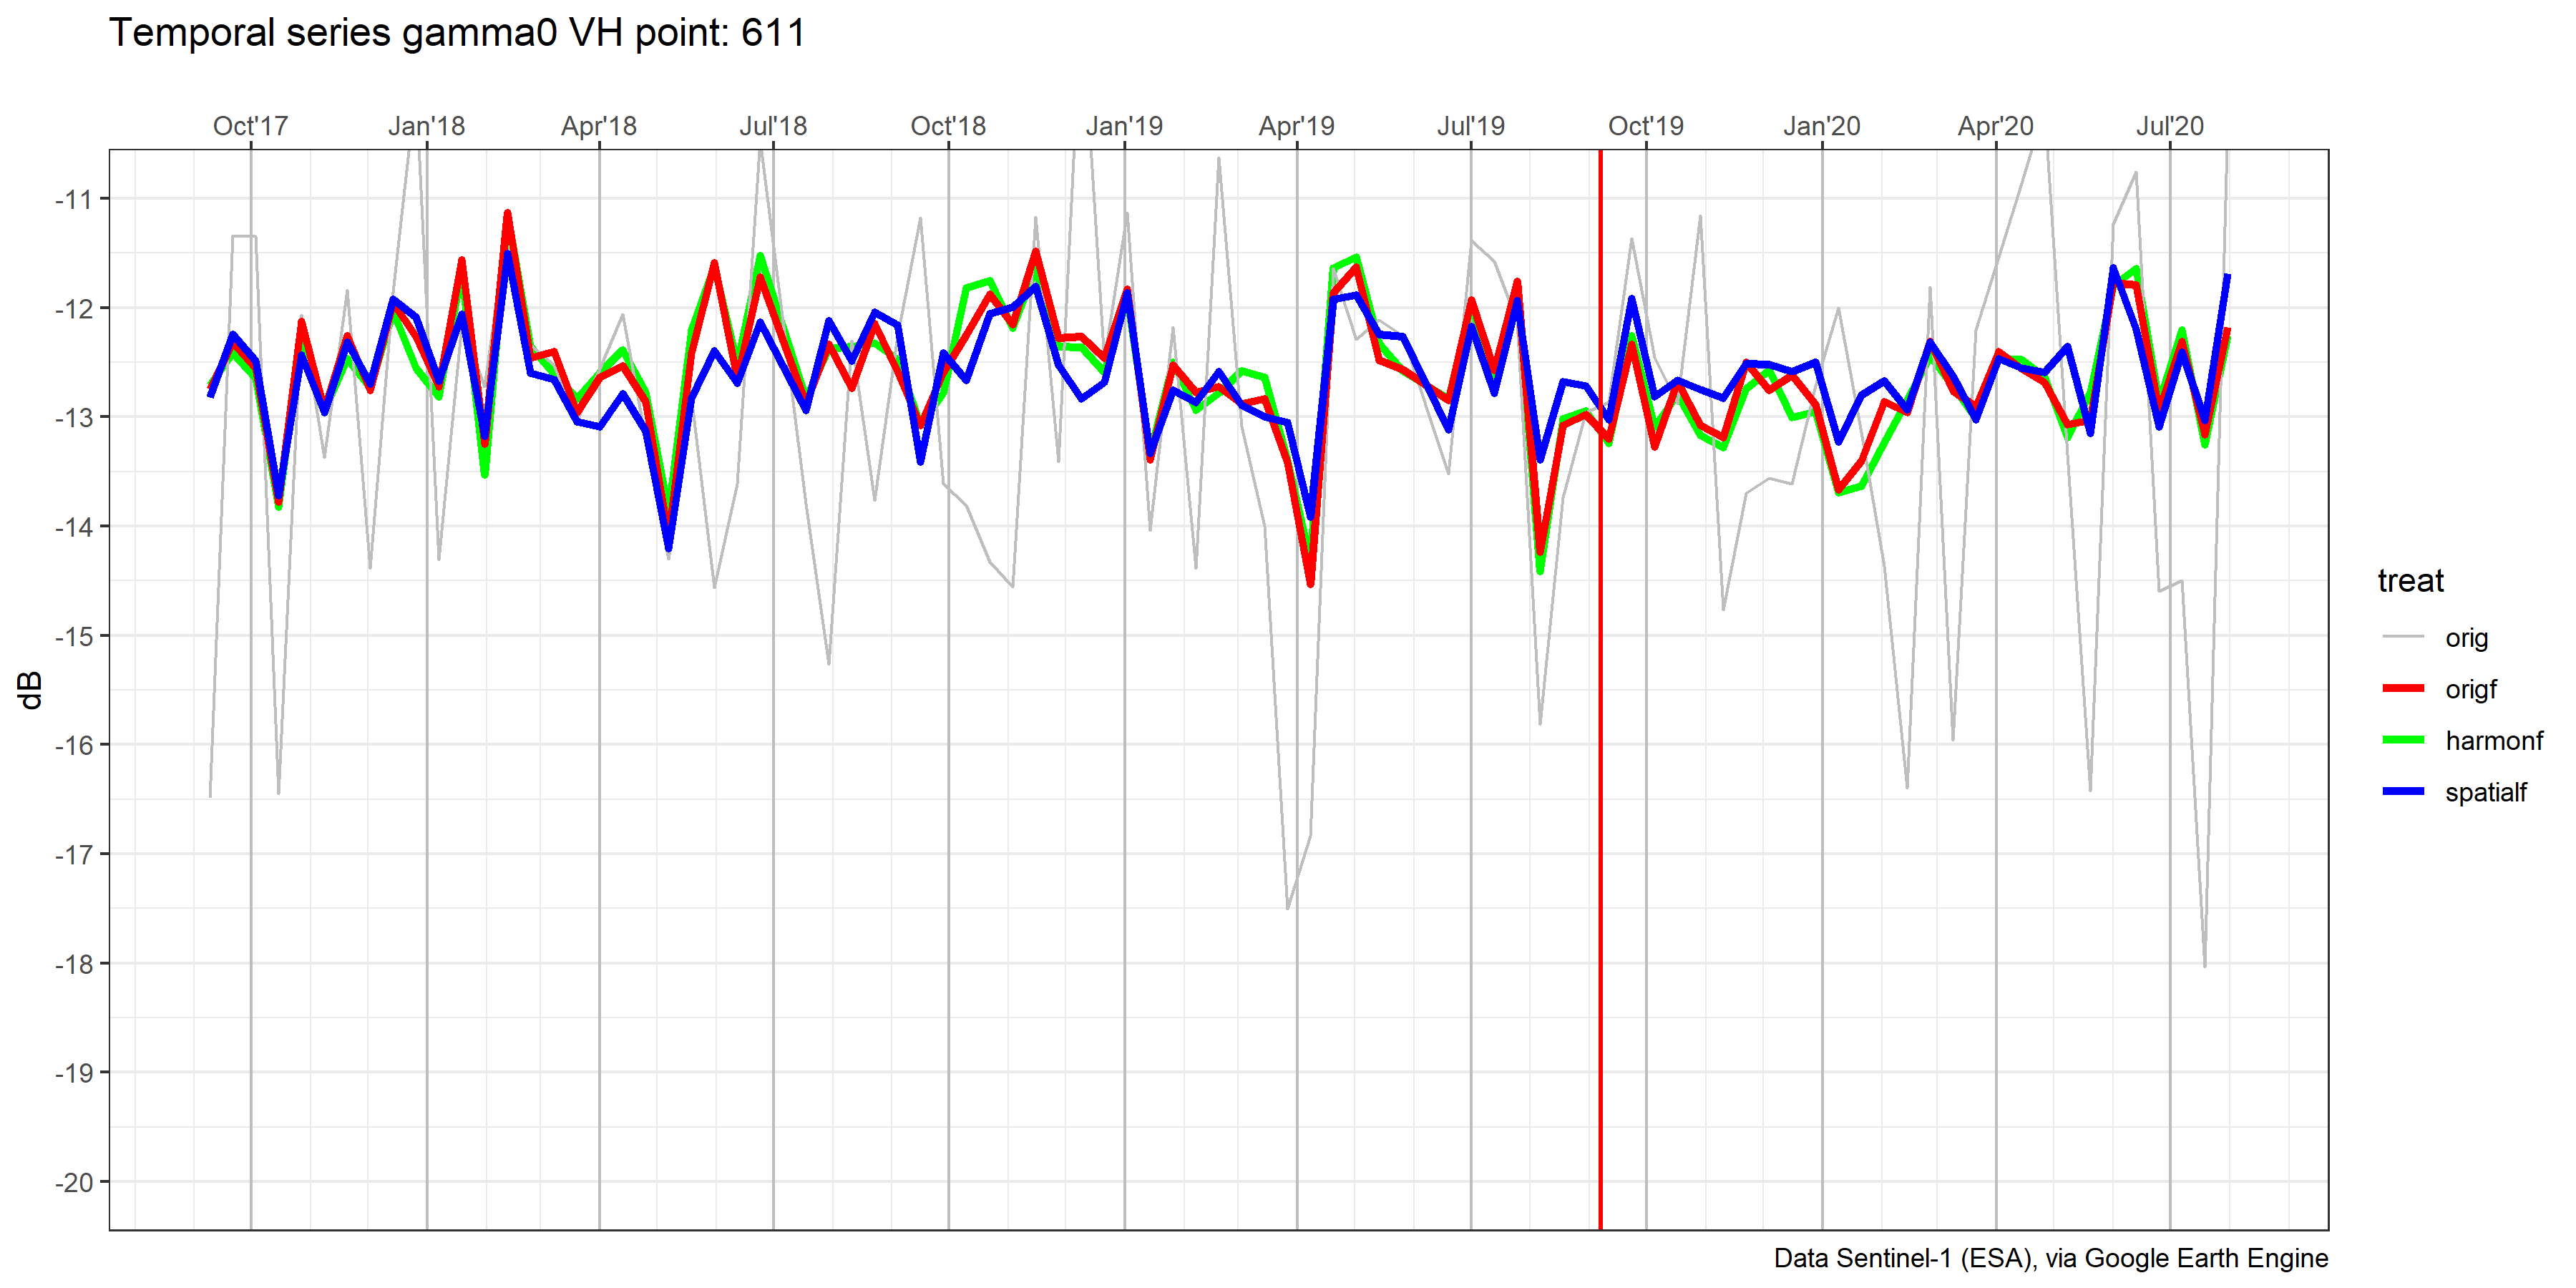 Temporal series gamma0 VH point: 611
Oct'17 Jan'18 Apr'18 Jul'18 Oct'18 Jan'19 Apr'19 Jul'19 Oct'19 Jan'20 Apr'20 Jul'20
-11
-12
-13
-14
-15
-16
-17
-18
-19
-20
dB
treat
orig
origf
harmonf
spatialf
Data Sentinel-1 (ESA), via Google Earth Engine